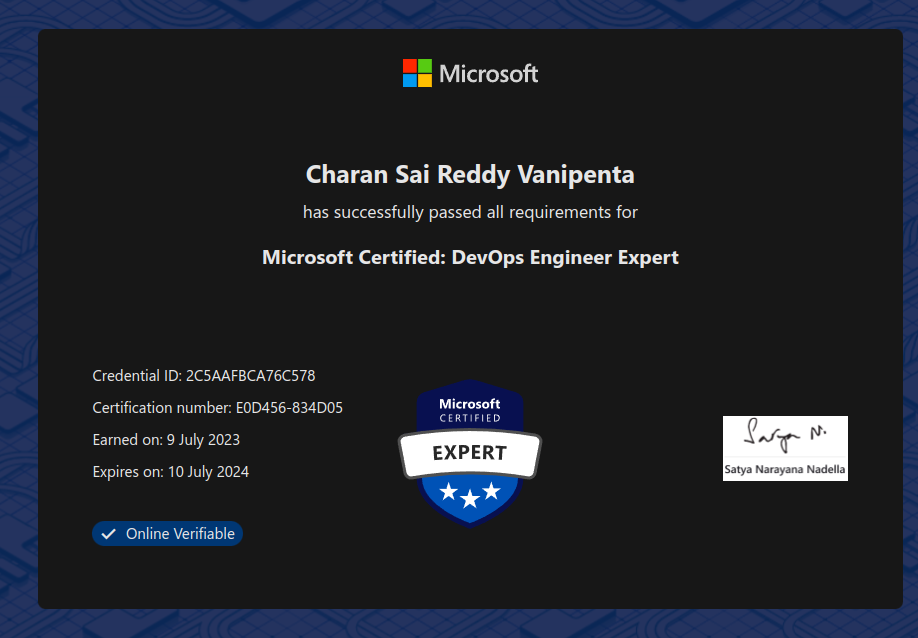 Microsoft
Charan Sai Reddy Vanipenta
has successfully passed all requirements for
Microsoft Certified: DevOps Engineer Expert
Credential ID: 2C5AAFBCA76C578
Certification number: E0D456-834D05
Earned on: 9 July 2023
Expires on: 10 July 2024
Online Verifiable
Microsoft
CERTIFIED
EXPERT
Satya N.
Satya Narayana Nadella